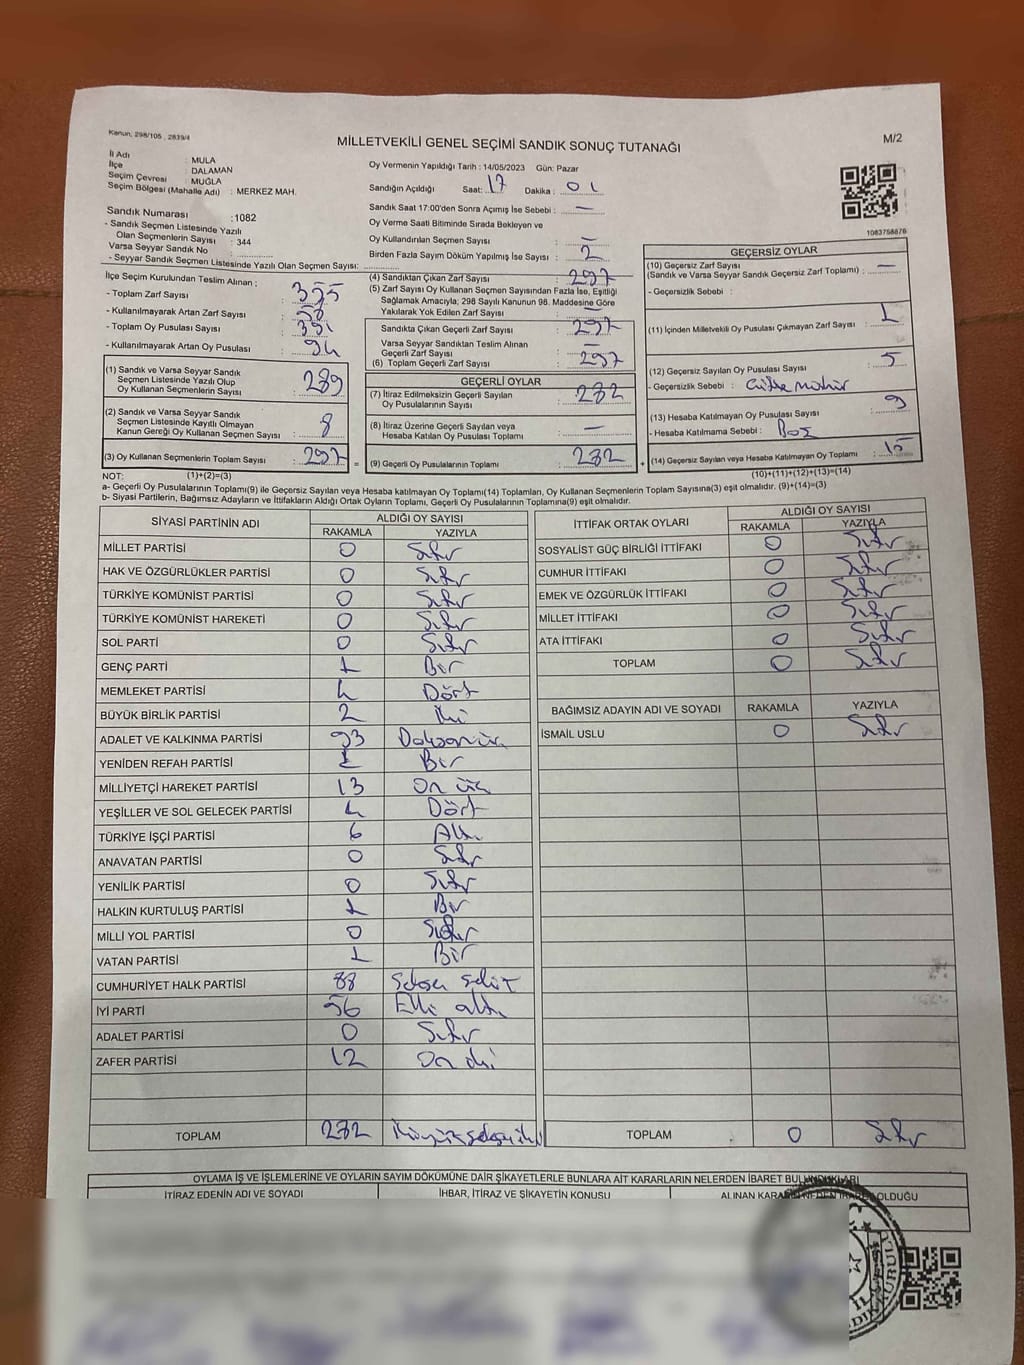 Kanun, 298/105 , 2839/4
MİLLETVEKİLİ GENEL SEÇİMİ SANDIK SONUÇ TUTANAĞI
M/2
İl Adı : MULA
İlçe : DALAMAN
Seçim Çevresi : MUĞLA
Seçim Bölgesi (Mahalle Adı) : MERKEZ MAH.
Sandık Numarası :1082
- Sandık Seçmen Listesinde Yazılı
Olan Seçmenlerin Sayısı : 344
Varsa Seyyar Sandık No :
- Seyyar Sandık Seçmen Listesinde Yazılı Olan Seçmen Sayısı:
İlçe Seçim Kurulundan Teslim Alınan ;
- Toplam Zarf Sayısı : 355
- Kullanılmayarak Artan Zarf Sayısı : 58
- Toplam Oy Pusulası Sayısı : 391
- Kullanılmayarak Artan Oy Pusulası : 94
(1) Sandık ve Varsa Seyyar Sandık
Seçmen Listesinde Yazılı Olup
Oy Kullanan Seçmenlerin Sayısı : 289
(2) Sandık ve Varsa Seyyar Sandık
Seçmen Listesinde Kayıtlı Olmayan
Kanun Gereği Oy Kullanan Seçmen Sayısı : 8
(3) Oy Kullanan Seçmenlerin Toplam Sayısı : 297
Oy Vermenin Yapıldığı Tarih : 14/05/2023 Gün: Pazar
Sandığın Açıldığı Saat: 17 Dakika : 01
Sandık Saat 17:00'den Sonra Açımış İse Sebebi : —
Oy Verme Saati Bitiminde Sırada Bekleyen ve
Oy Kullandırılan Seçmen Sayısı : —
Birden Fazla Sayım Döküm Yapılmış İse Sayısı : 2
(4) Sandıktan Çıkan Zarf Sayısı : 297
(5) Zarf Sayısı Oy Kullanan Seçmen Sayısından Fazla İse, Eşitliği
Sağlamak Amacıyla; 298 Sayılı Kanunun 98. Maddesine Göre
Yakılarak Yok Edilen Zarf Sayısı : —
Sandıkta Çıkan Geçerli Zarf Sayısı : 297
Varsa Seyyar Sandıktan Teslim Alınan
Geçerli Zarf Sayısı : —
(6) Toplam Geçerli Zarf Sayısı : 297
GEÇERLİ OYLAR
(7) İtiraz Edilmeksizin Geçerli Sayılan
Oy Pusulalarının Sayısı : 282
(8) İtiraz Üzerine Geçerli Sayılan veya
Hesaba Katılan Oy Pusulası Toplamı : —
= (9) Geçerli Oy Pusulalarının Toplamı : 282 +
1083758876
GEÇERSİZ OYLAR
(10) Geçersiz Zarf Sayısı
(Sandık ve Varsa Seyyar Sandık Geçersiz Zarf Toplamı) : —
- Geçersizlik Sebebi :
(11) İçinden Milletvekili Oy Pusulası Çıkmayan Zarf Sayısı : 1
(12) Geçersiz Sayılan Oy Pusulası Sayısı : 5
- Geçersizlik Sebebi :
(13) Hesaba Katılmayan Oy Pusulası Sayısı : 9
- Hesaba Katılmama Sebebi : Boş
(14) Geçersiz Sayılan veya Hesaba Katılmayan Oy Toplamı : 15
NOT: (1)+(2)=(3) (10)+(11)+(12)+(13)=(14)
a- Geçerli Oy Pusulalarının Toplamı(9) ile Geçersiz Sayılan veya Hesaba katılmayan Oy Toplamı(14) Toplamları, Oy Kullanan Seçmenlerin Toplam Sayısına(3) eşit olmalıdır. (9)+(14)=(3)
b- Siyasi Partilerin, Bağımsız Adayların ve İttifakların Aldığı Ortak Oyların Toplamı, Geçerli Oy Pusulalarının Toplamına(9) eşit olmalıdır.
SİYASİ PARTİNİN ADI ALDIĞI OY SAYISI
RAKAMLA YAZIYLA
MİLLET PARTİSİ 0 Sıfır
HAK VE ÖZGÜRLÜKLER PARTİSİ 0 Sıfır
TÜRKİYE KOMÜNİST PARTİSİ 0 Sıfır
TÜRKİYE KOMÜNİST HAREKETİ 0 Sıfır
SOL PARTİ 0 Sıfır
GENÇ PARTİ 1 Bir
MEMLEKET PARTİSİ 4 Dört
BÜYÜK BİRLİK PARTİSİ 2 İki
ADALET VE KALKINMA PARTİSİ 93 Doksanüç
YENİDEN REFAH PARTİSİ 1 Bir
MİLLİYETÇİ HAREKET PARTİSİ 13 On üç
YEŞİLLER VE SOL GELECEK PARTİSİ 4 Dört
TÜRKİYE İŞÇİ PARTİSİ 6 Altı
ANAVATAN PARTİSİ 0 Sıfır
YENİLİK PARTİSİ 0 Sıfır
HALKIN KURTULUŞ PARTİSİ 1 Bir
MİLLİ YOL PARTİSİ 0 Sıfır
VATAN PARTİSİ 1 Bir
CUMHURİYET HALK PARTİSİ 88 Seksen Sekiz
İYİ PARTİ 56 Elli altı
ADALET PARTİSİ 0 Sıfır
ZAFER PARTİSİ 12 On iki
TOPLAM 282 İkiyüzseksen iki
İTTİFAK ORTAK OYLARI ALDIĞI OY SAYISI
RAKAMLA YAZIYLA
SOSYALİST GÜÇ BİRLİĞİ İTTİFAKI 0 Sıfır
CUMHUR İTTİFAKI 0 Sıfır
EMEK VE ÖZGÜRLÜK İTTİFAKI 0 Sıfır
MİLLET İTTİFAKI 0 Sıfır
ATA İTTİFAKI 0 Sıfır
TOPLAM 0 Sıfır
BAĞIMSIZ ADAYIN ADI VE SOYADI RAKAMLA YAZIYLA
İSMAİL USLU 0 Sıfır
TOPLAM 0 Sıfır
OYLAMA İŞ VE İŞLEMLERİNE VE OYLARIN SAYIM DÖKÜMÜNE DAİR ŞİKAYETLERLE BUNLARA AİT KARARLARIN NELERDEN İBARET BULUNDUKLARI
İTİRAZ EDENİN ADI VE SOYADI İHBAR, İTİRAZ VE ŞİKAYETİN KONUSU ALINAN KARARIN NEDEN İBARET OLDUĞU